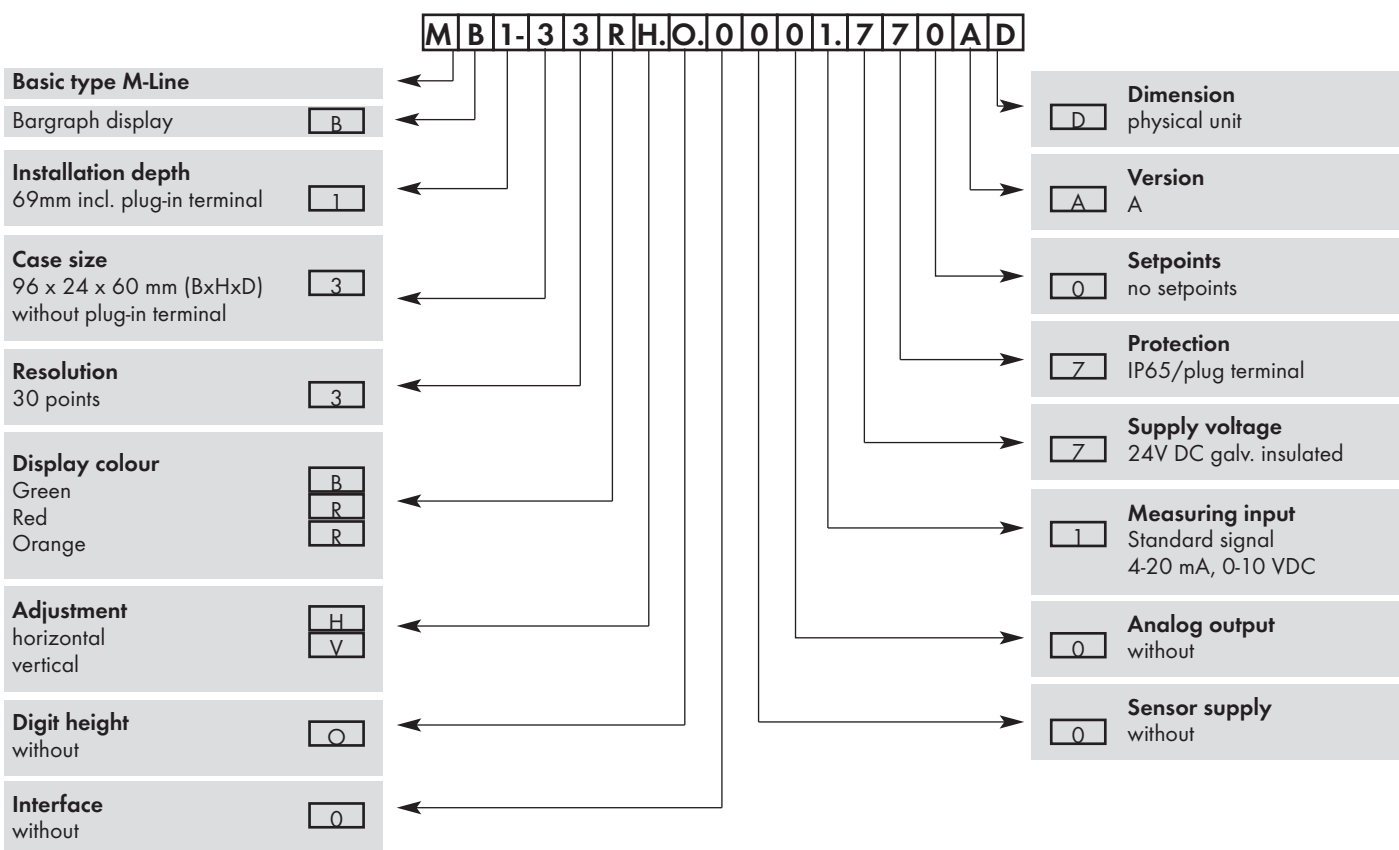 MB1-33RH.O.0001.770AD
Basic type M-Line
Bargraph display B
Installation depth
69mm incl. plug-in terminal 1
Case size
96 x 24 x 60 mm (BxHxD) 3
without plug-in terminal
Resolution
30 points 3
Display colour
Green B
Red R
Orange R
Adjustment
horizontal H
vertical V
Digit height
without O
Interface
without 0
Dimension
D physical unit
Version
A A
Setpoints
0 no setpoints
Protection
7 IP65/plug terminal
Supply voltage
7 24V DC galv. insulated
Measuring input
1 Standard signal
4-20 mA, 0-10 VDC
Analog output
0 without
Sensor supply
0 without